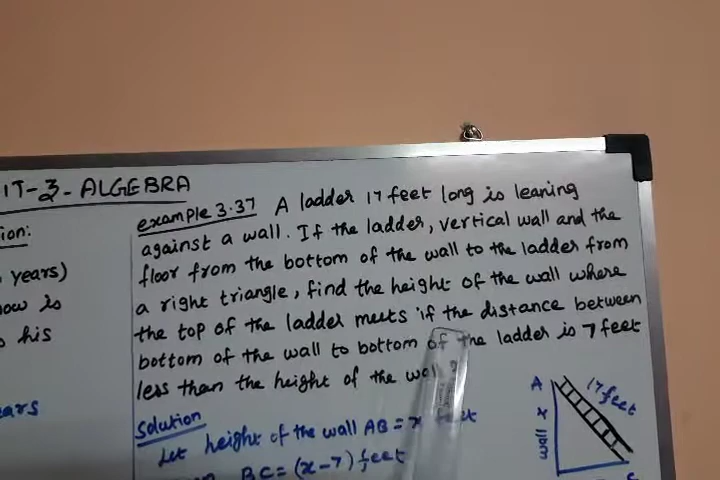 IT-3-ALGEBRA
ion:
years)
ow is
his
ars
example 3.37 A ladder 17 feet long is leaning
against a wall. If the ladder, vertical wall and the
floor from the bottom of the wall to the ladder from
a right triangle, find the height of the wall where
the top of the ladder meets if the distance between
bottom of the wall to bottom of the ladder is 7 feet
less than the height of the
Solution
Let height of the wall AB = x
BC = (x-7) feet
A
17 feet
x
wall